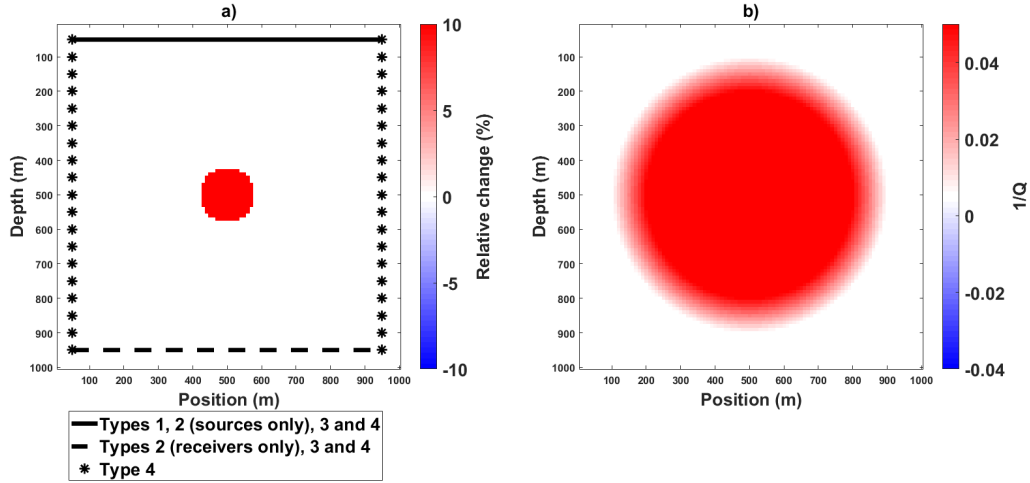 a)
100
200
300
400
500
600
700
800
900
1000
Depth (m)
100 200 300 400 500 600 700 800 900 1000
Position (m)
10
5
0
-5
-10
Relative change (%)
Types 1, 2 (sources only), 3 and 4
Types 2 (receivers only), 3 and 4
Type 4
b)
100
200
300
400
500
600
700
800
900
1000
Depth (m)
100 200 300 400 500 600 700 800 900 1000
Position (m)
0.04
0.02
0
-0.02
-0.04
1/Q